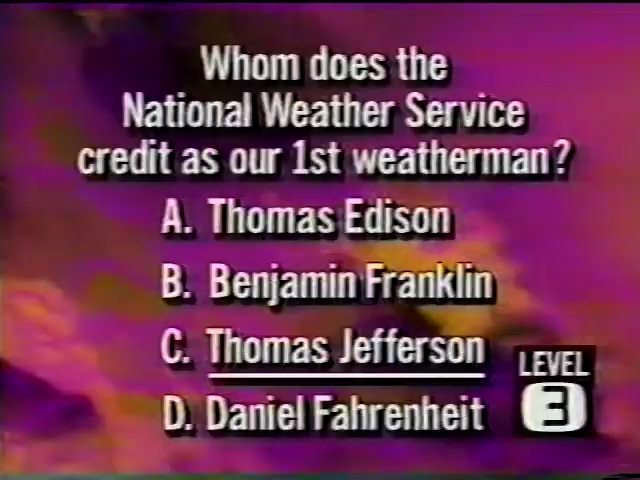 Whom does the
National Weather Service
credit as our 1st weatherman?
A. Thomas Edison
B. Benjamin Franklin
C. Thomas Jefferson
D. Daniel Fahrenheit
LEVEL
3